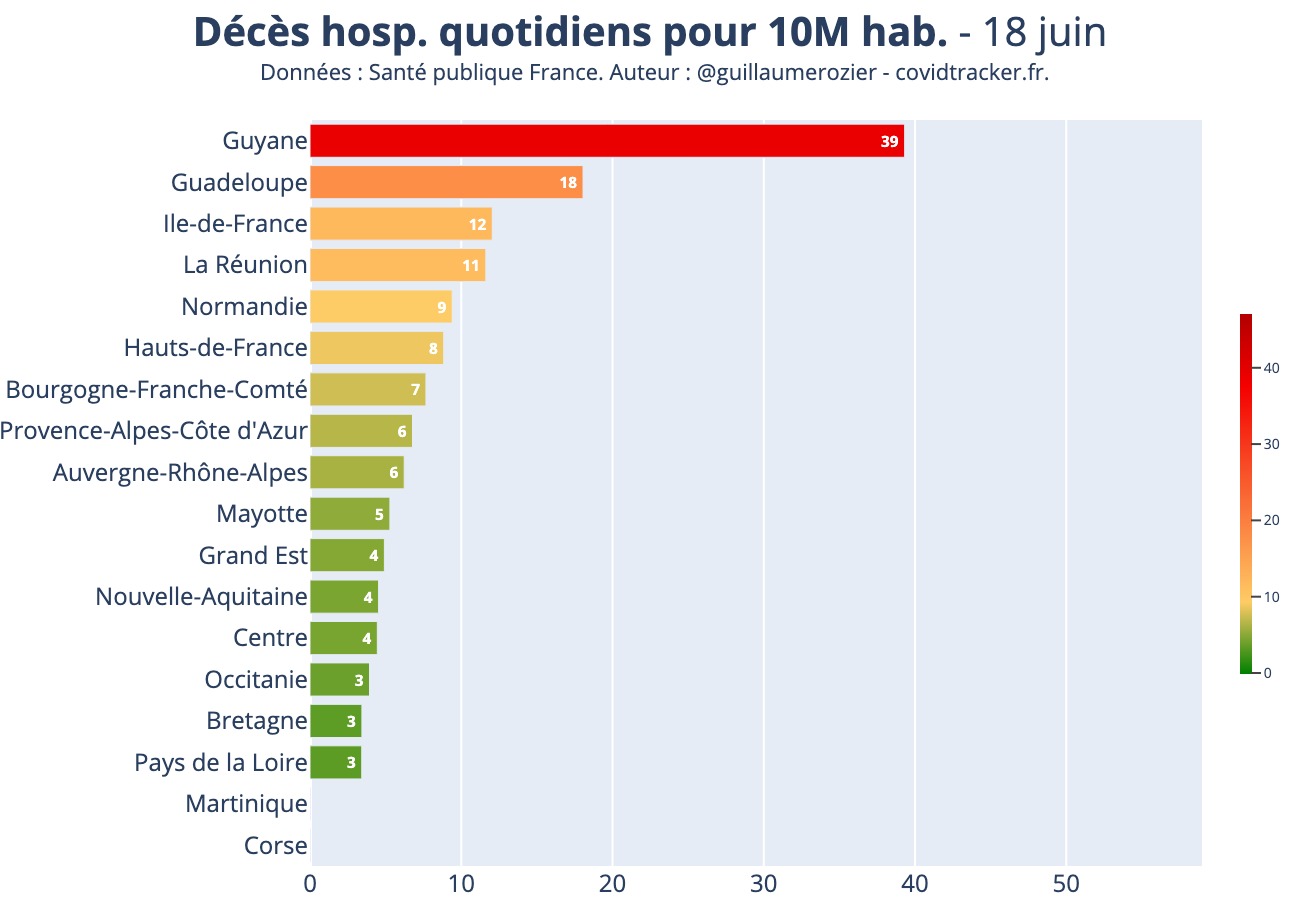 Décès hosp. quotidiens pour 10M hab. - 18 juin
Données : Santé publique France. Auteur : @guillaumerozier - covidtracker.fr.
Guyane 39
Guadeloupe 18
Ile-de-France 12
La Réunion 11
Normandie 9
Hauts-de-France 8
Bourgogne-Franche-Comté 7
Provence-Alpes-Côte d'Azur 6
Auvergne-Rhône-Alpes 6
Mayotte 5
Grand Est 4
Nouvelle-Aquitaine 4
Centre 4
Occitanie 3
Bretagne 3
Pays de la Loire 3
Martinique
Corse
0 10 20 30 40 50
40
30
20
10
0